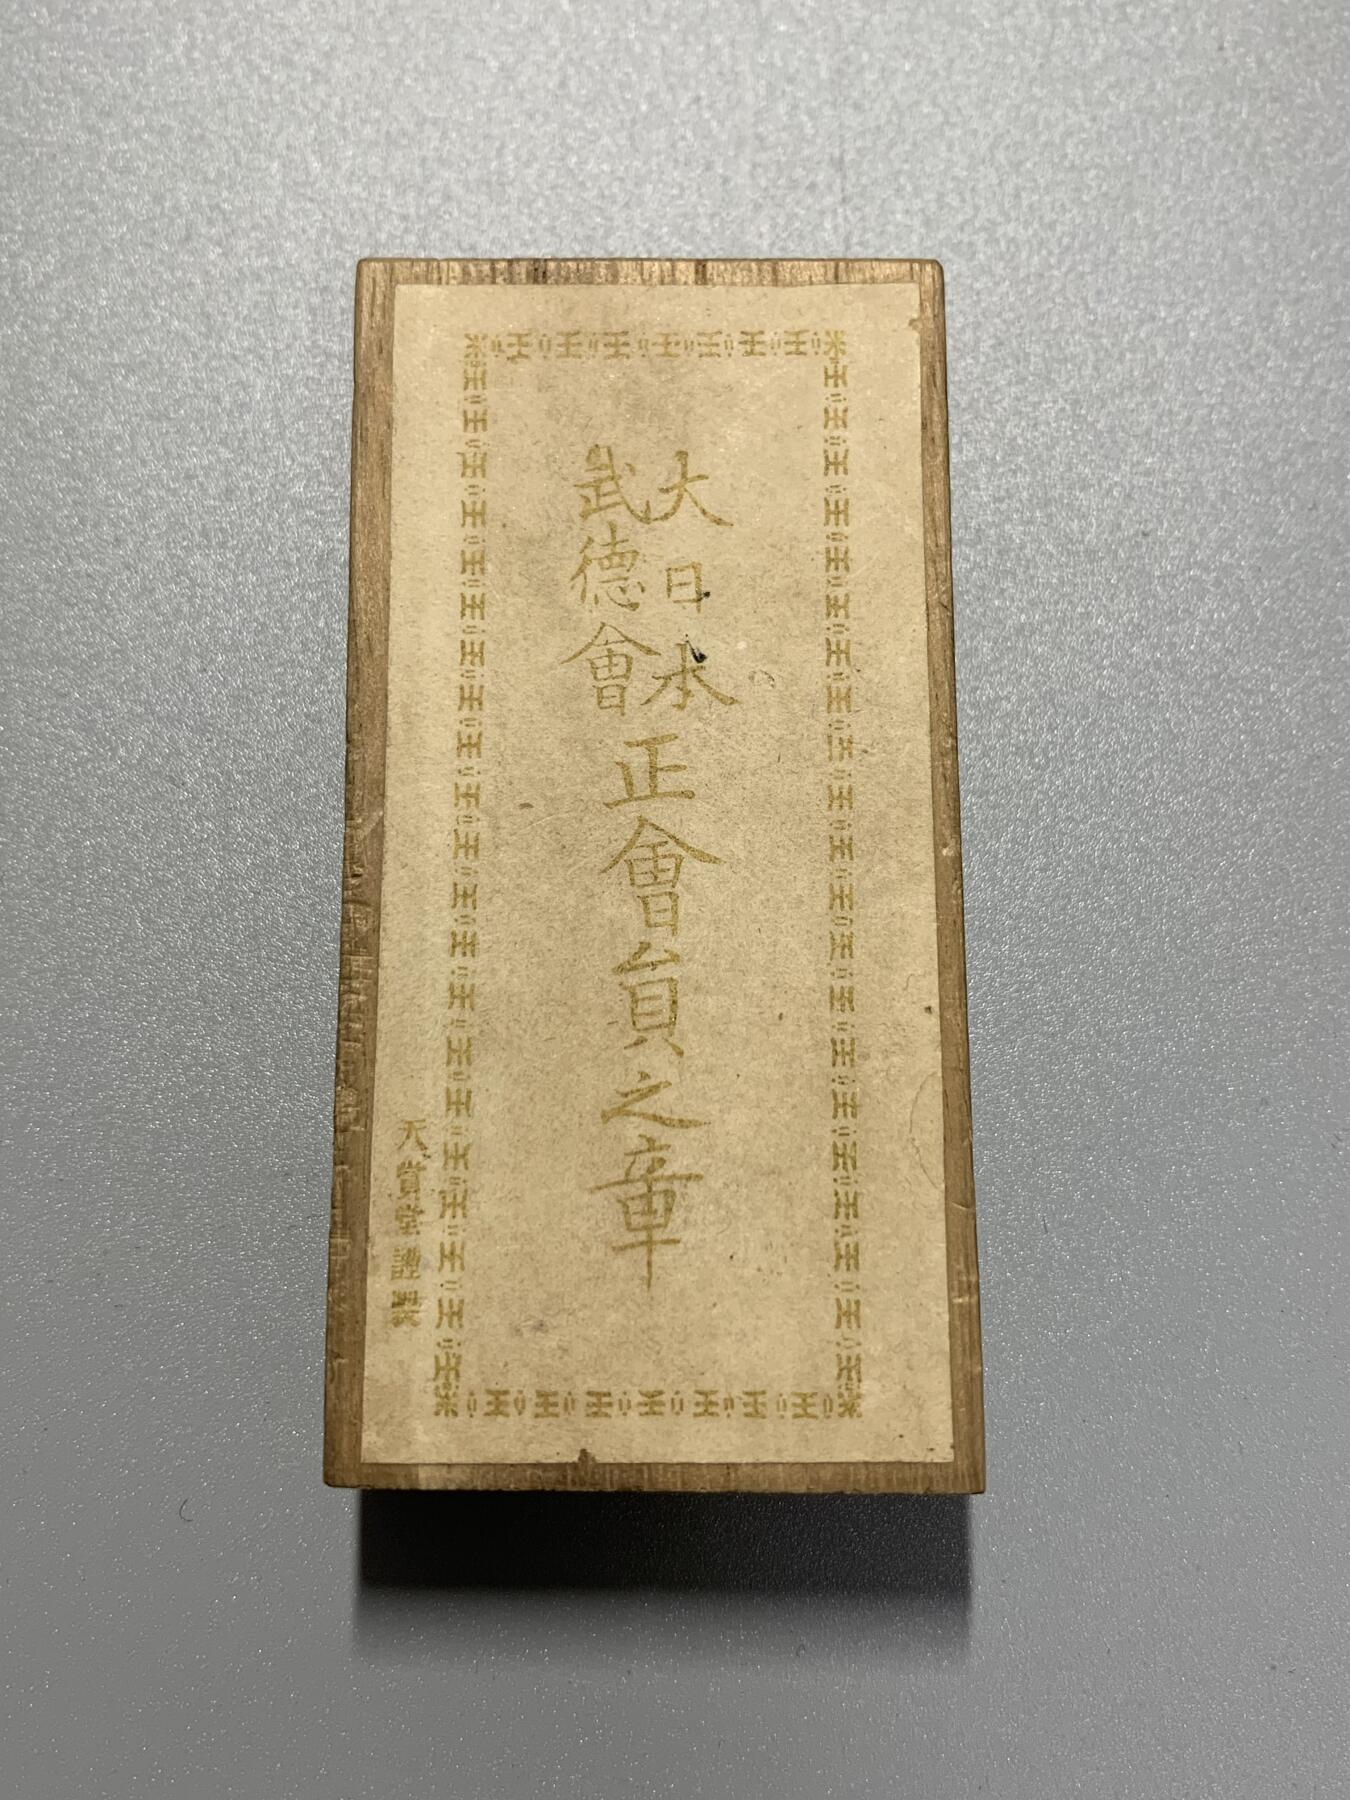 大日本
武德會
正會員之章
天賞堂謹製